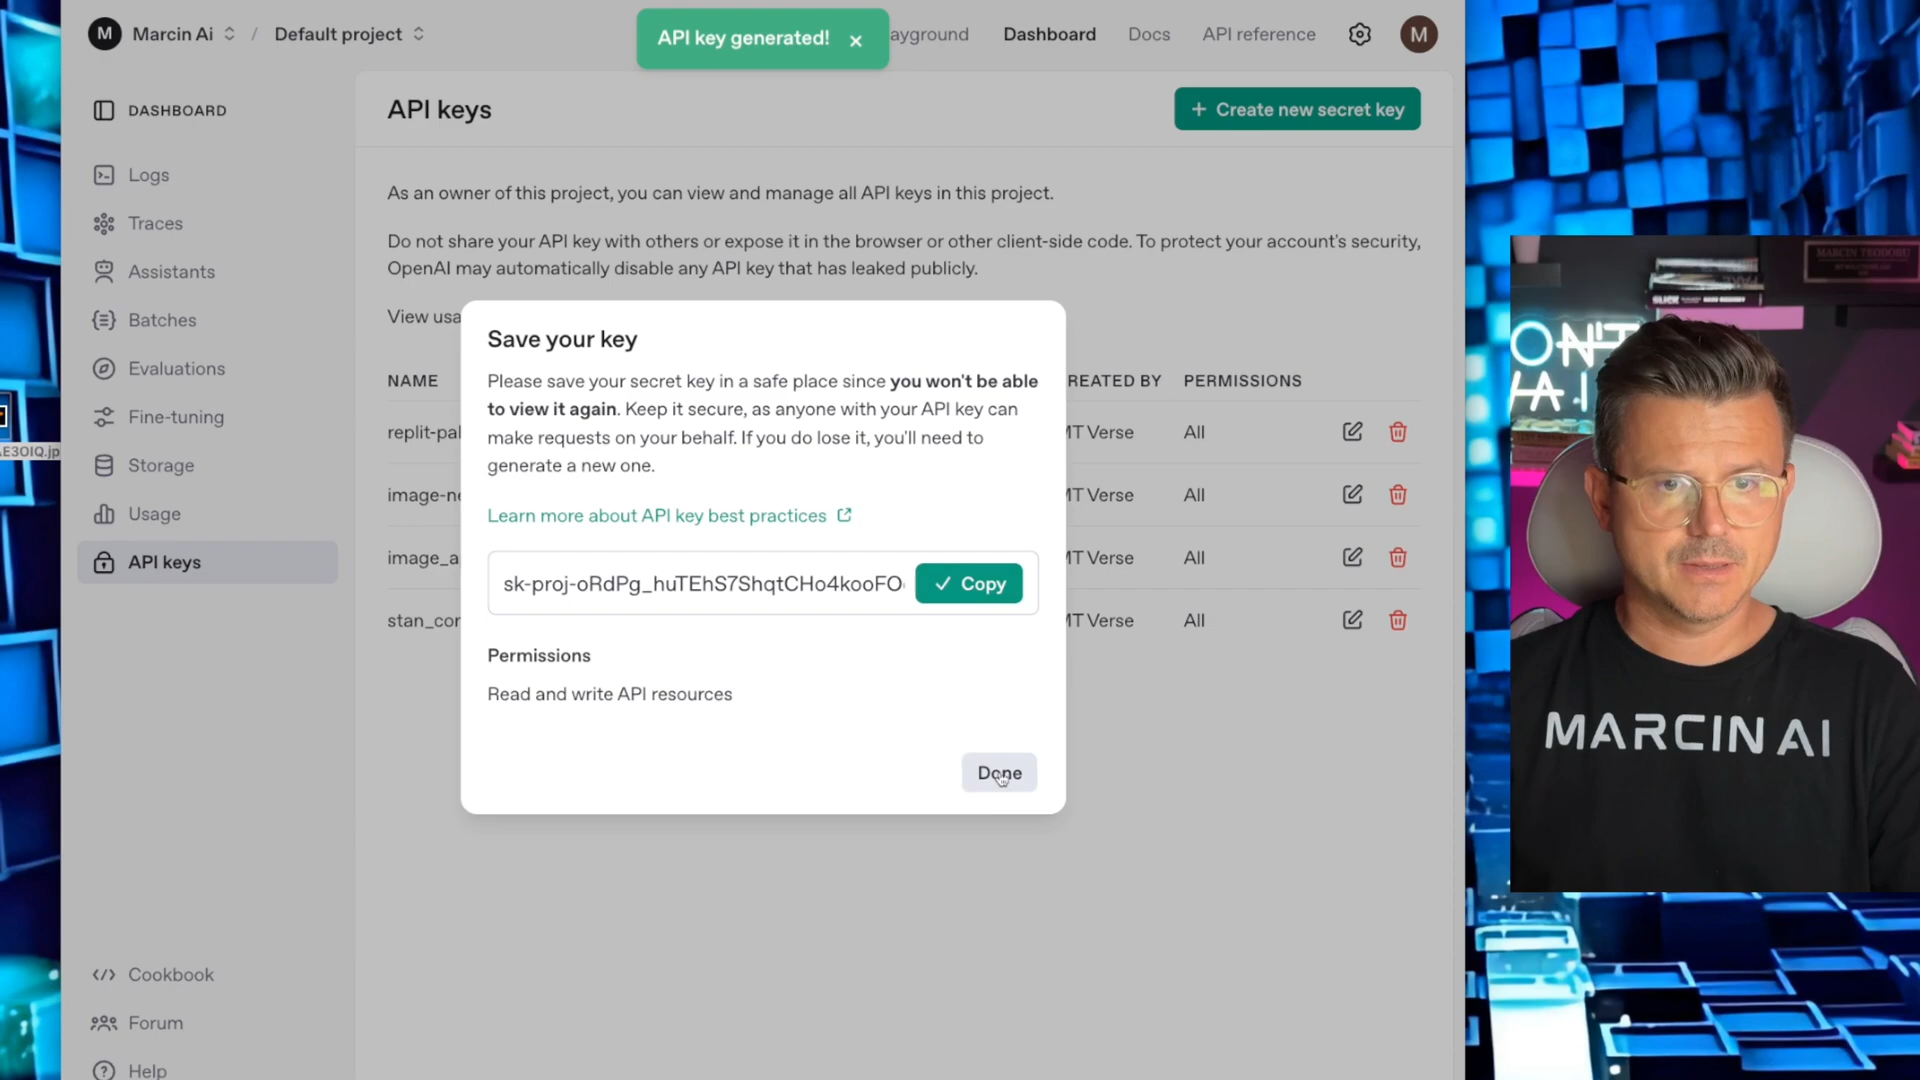 M Marcin Ai / Default project
API key generated! ×
ayground Dashboard Docs API reference M
DASHBOARD
Logs
Traces
Assistants
Batches
Evaluations
Fine-tuning
Storage
Usage
API keys
Cookbook
Forum
Help
API keys
+ Create new secret key
As an owner of this project, you can view and manage all API keys in this project.
Do not share your API key with others or expose it in the browser or other client-side code. To protect your account's security,
OpenAI may automatically disable any API key that has leaked publicly.
View usa
NAME REATED BY PERMISSIONS
replit-pal MT Verse All
image-ne MT Verse All
image_a MT Verse All
stan_cor MT Verse All
Save your key
Please save your secret key in a safe place since you won't be able
to view it again. Keep it secure, as anyone with your API key can
make requests on your behalf. If you do lose it, you'll need to
generate a new one.
Learn more about API key best practices
sk-proj-oRdPg_huTEhS7ShqtCHo4kooFO Copy
Permissions
Read and write API resources
Done
AE3OIQ.jp
MARCIN TEODORU
ON'T
MARCIN AI